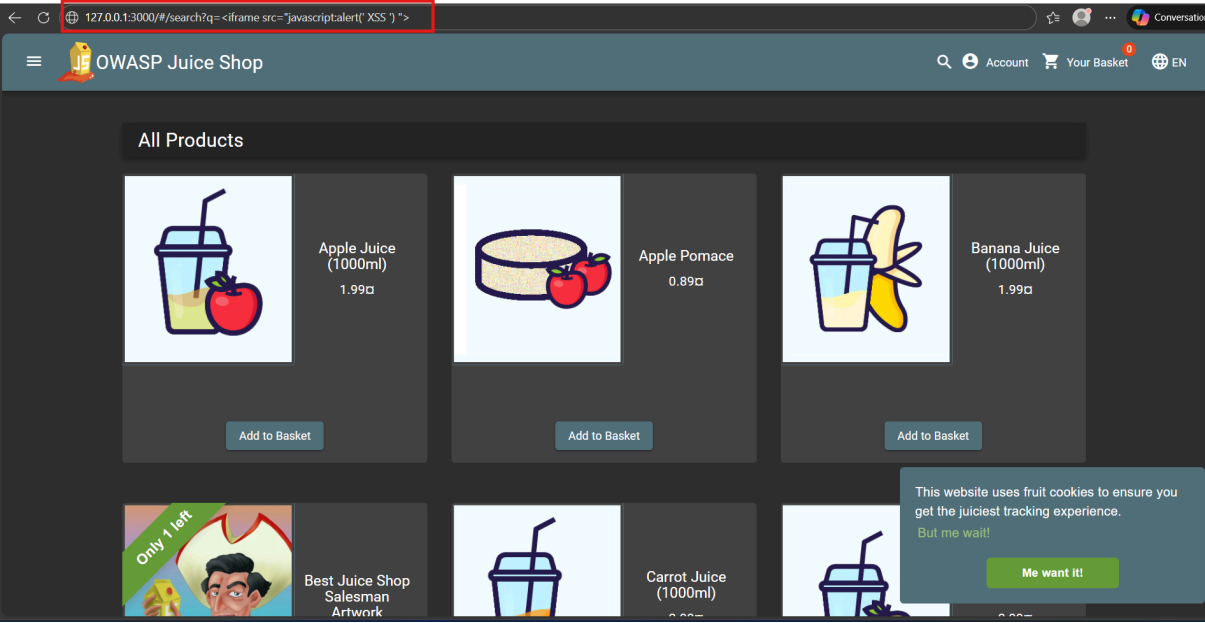 127.0.0.1:3000/#/search?q=<iframe src="javascript:alert(' XSS ') ">
Conversation
JS
OWASP Juice Shop
Account
0
Your Basket
EN
All Products
Apple Juice
(1000ml)
1.99¤
Apple Pomace
0.89¤
Banana Juice
(1000ml)
1.99¤
Add to Basket
Add to Basket
Add to Basket
Only 1 left
Best Juice Shop
Salesman
Artwork
Carrot Juice
(1000ml)
This website uses fruit cookies to ensure you
get the juiciest tracking experience.
But me wait!
Me want it!